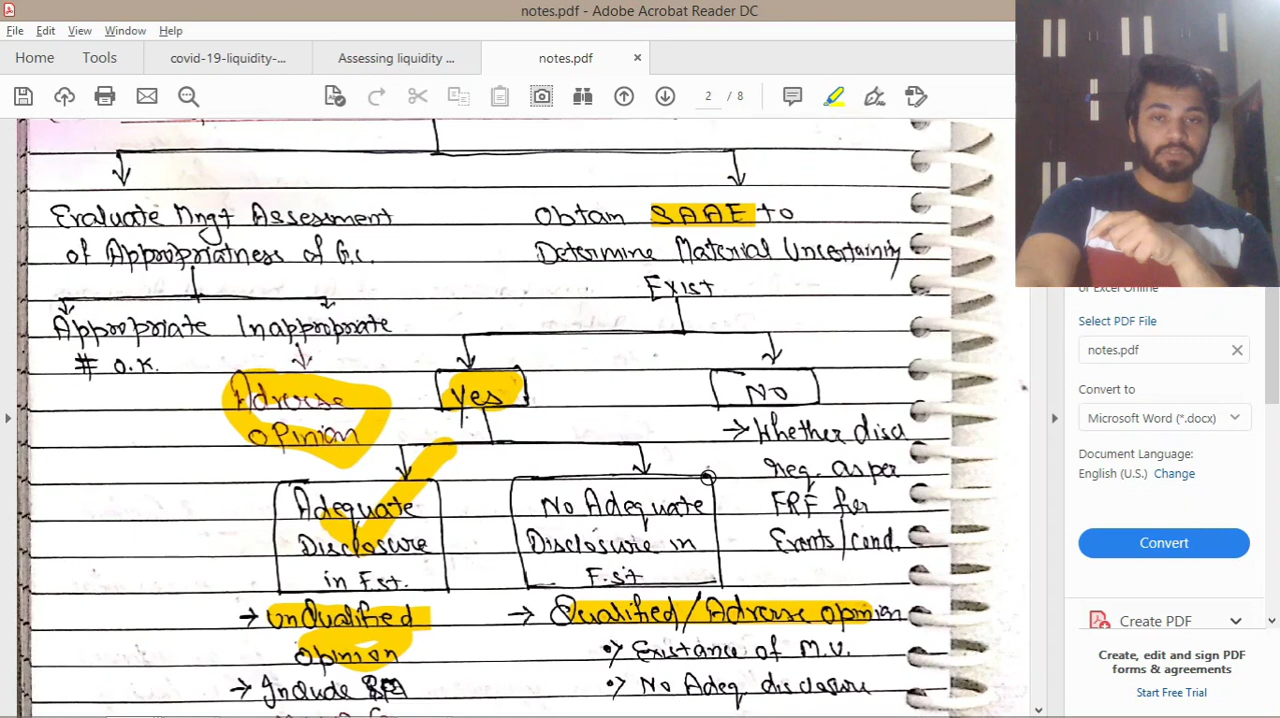 notes.pdf - Adobe Acrobat Reader DC
File Edit View Window Help
Home Tools covid-19-liquidity-... Assessing liquidity ... notes.pdf ×
2 / 8
Evaluate Mngt Assessment
of Appropriatness of G.C.
Obtain SAAE to
Determine Material Uncertainity
Exist
Appropriate Inappropriate
# O.K.
Adverse
opinion
Yes
No
→ Whether disc
req. as per
FRF for
Events/cond.
Adequate
Disclosure
in F.st.
No Adequate
Disclosure in
F.st
→ UnQualified
opinion
→ Include
→ Qualified/Adverse opinion
•> Existance of M.U.
•> No Adeq. disclosure
or Excel Online
Select PDF File
notes.pdf ×
Convert to
Microsoft Word (*.docx)
Document Language:
English (U.S.) Change
Convert
Create PDF
Create, edit and sign PDF
forms & agreements
Start Free Trial